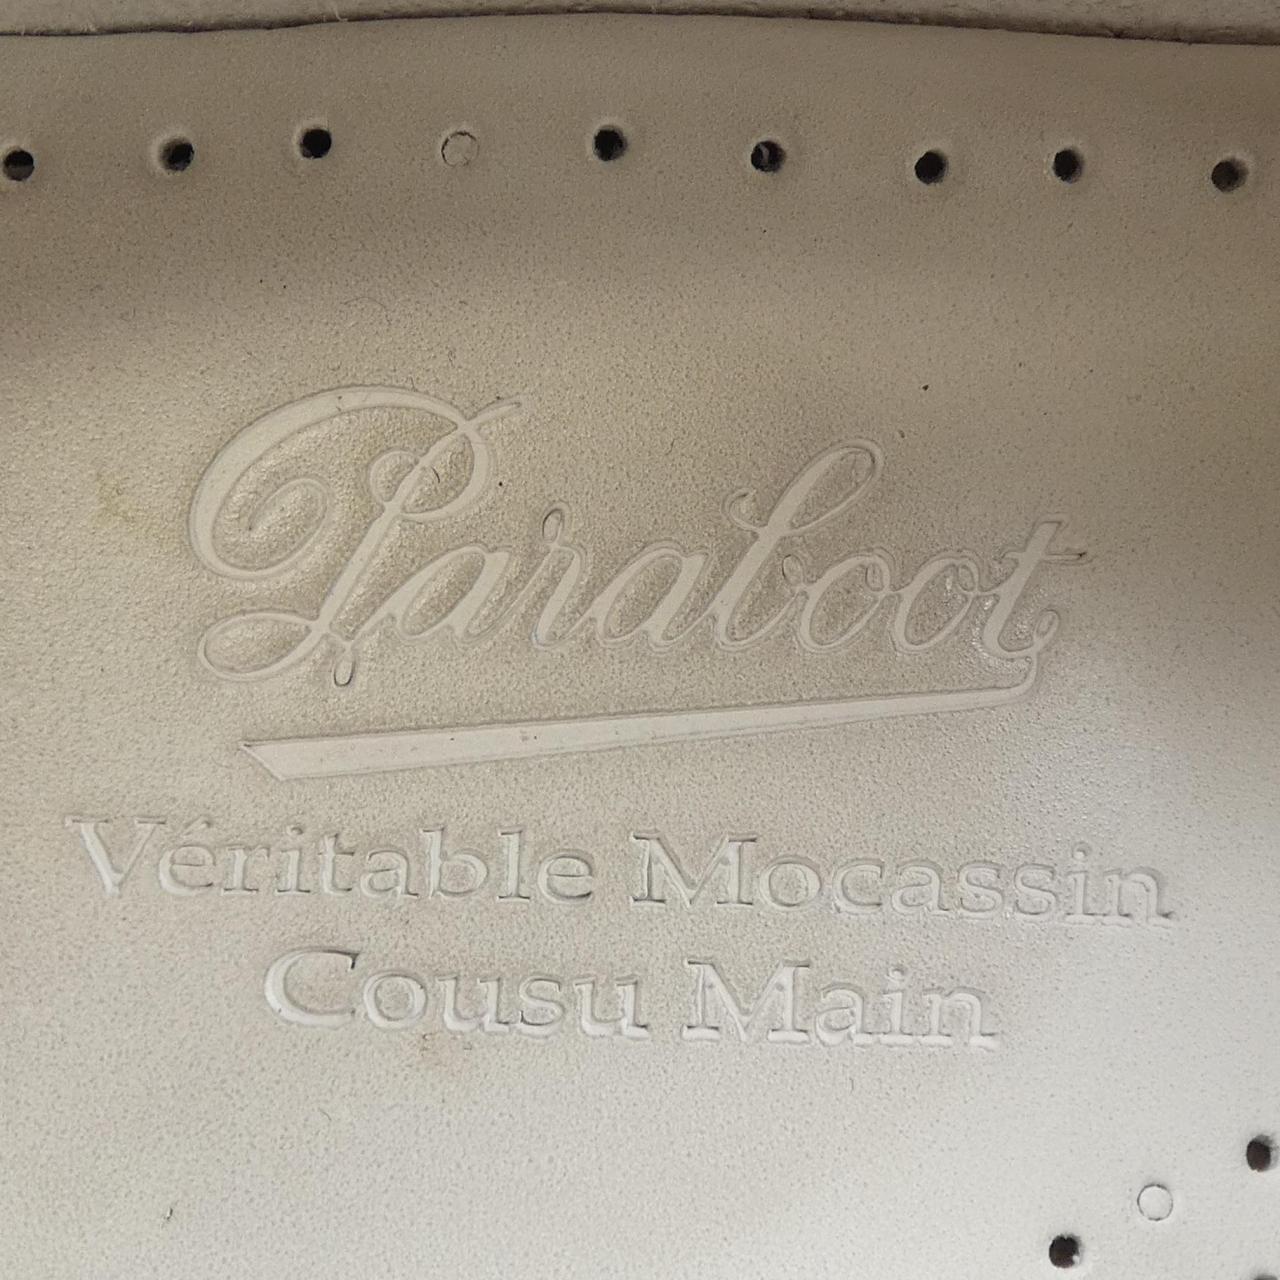 Paraboot
Véritable Mocassin
Cousu Main